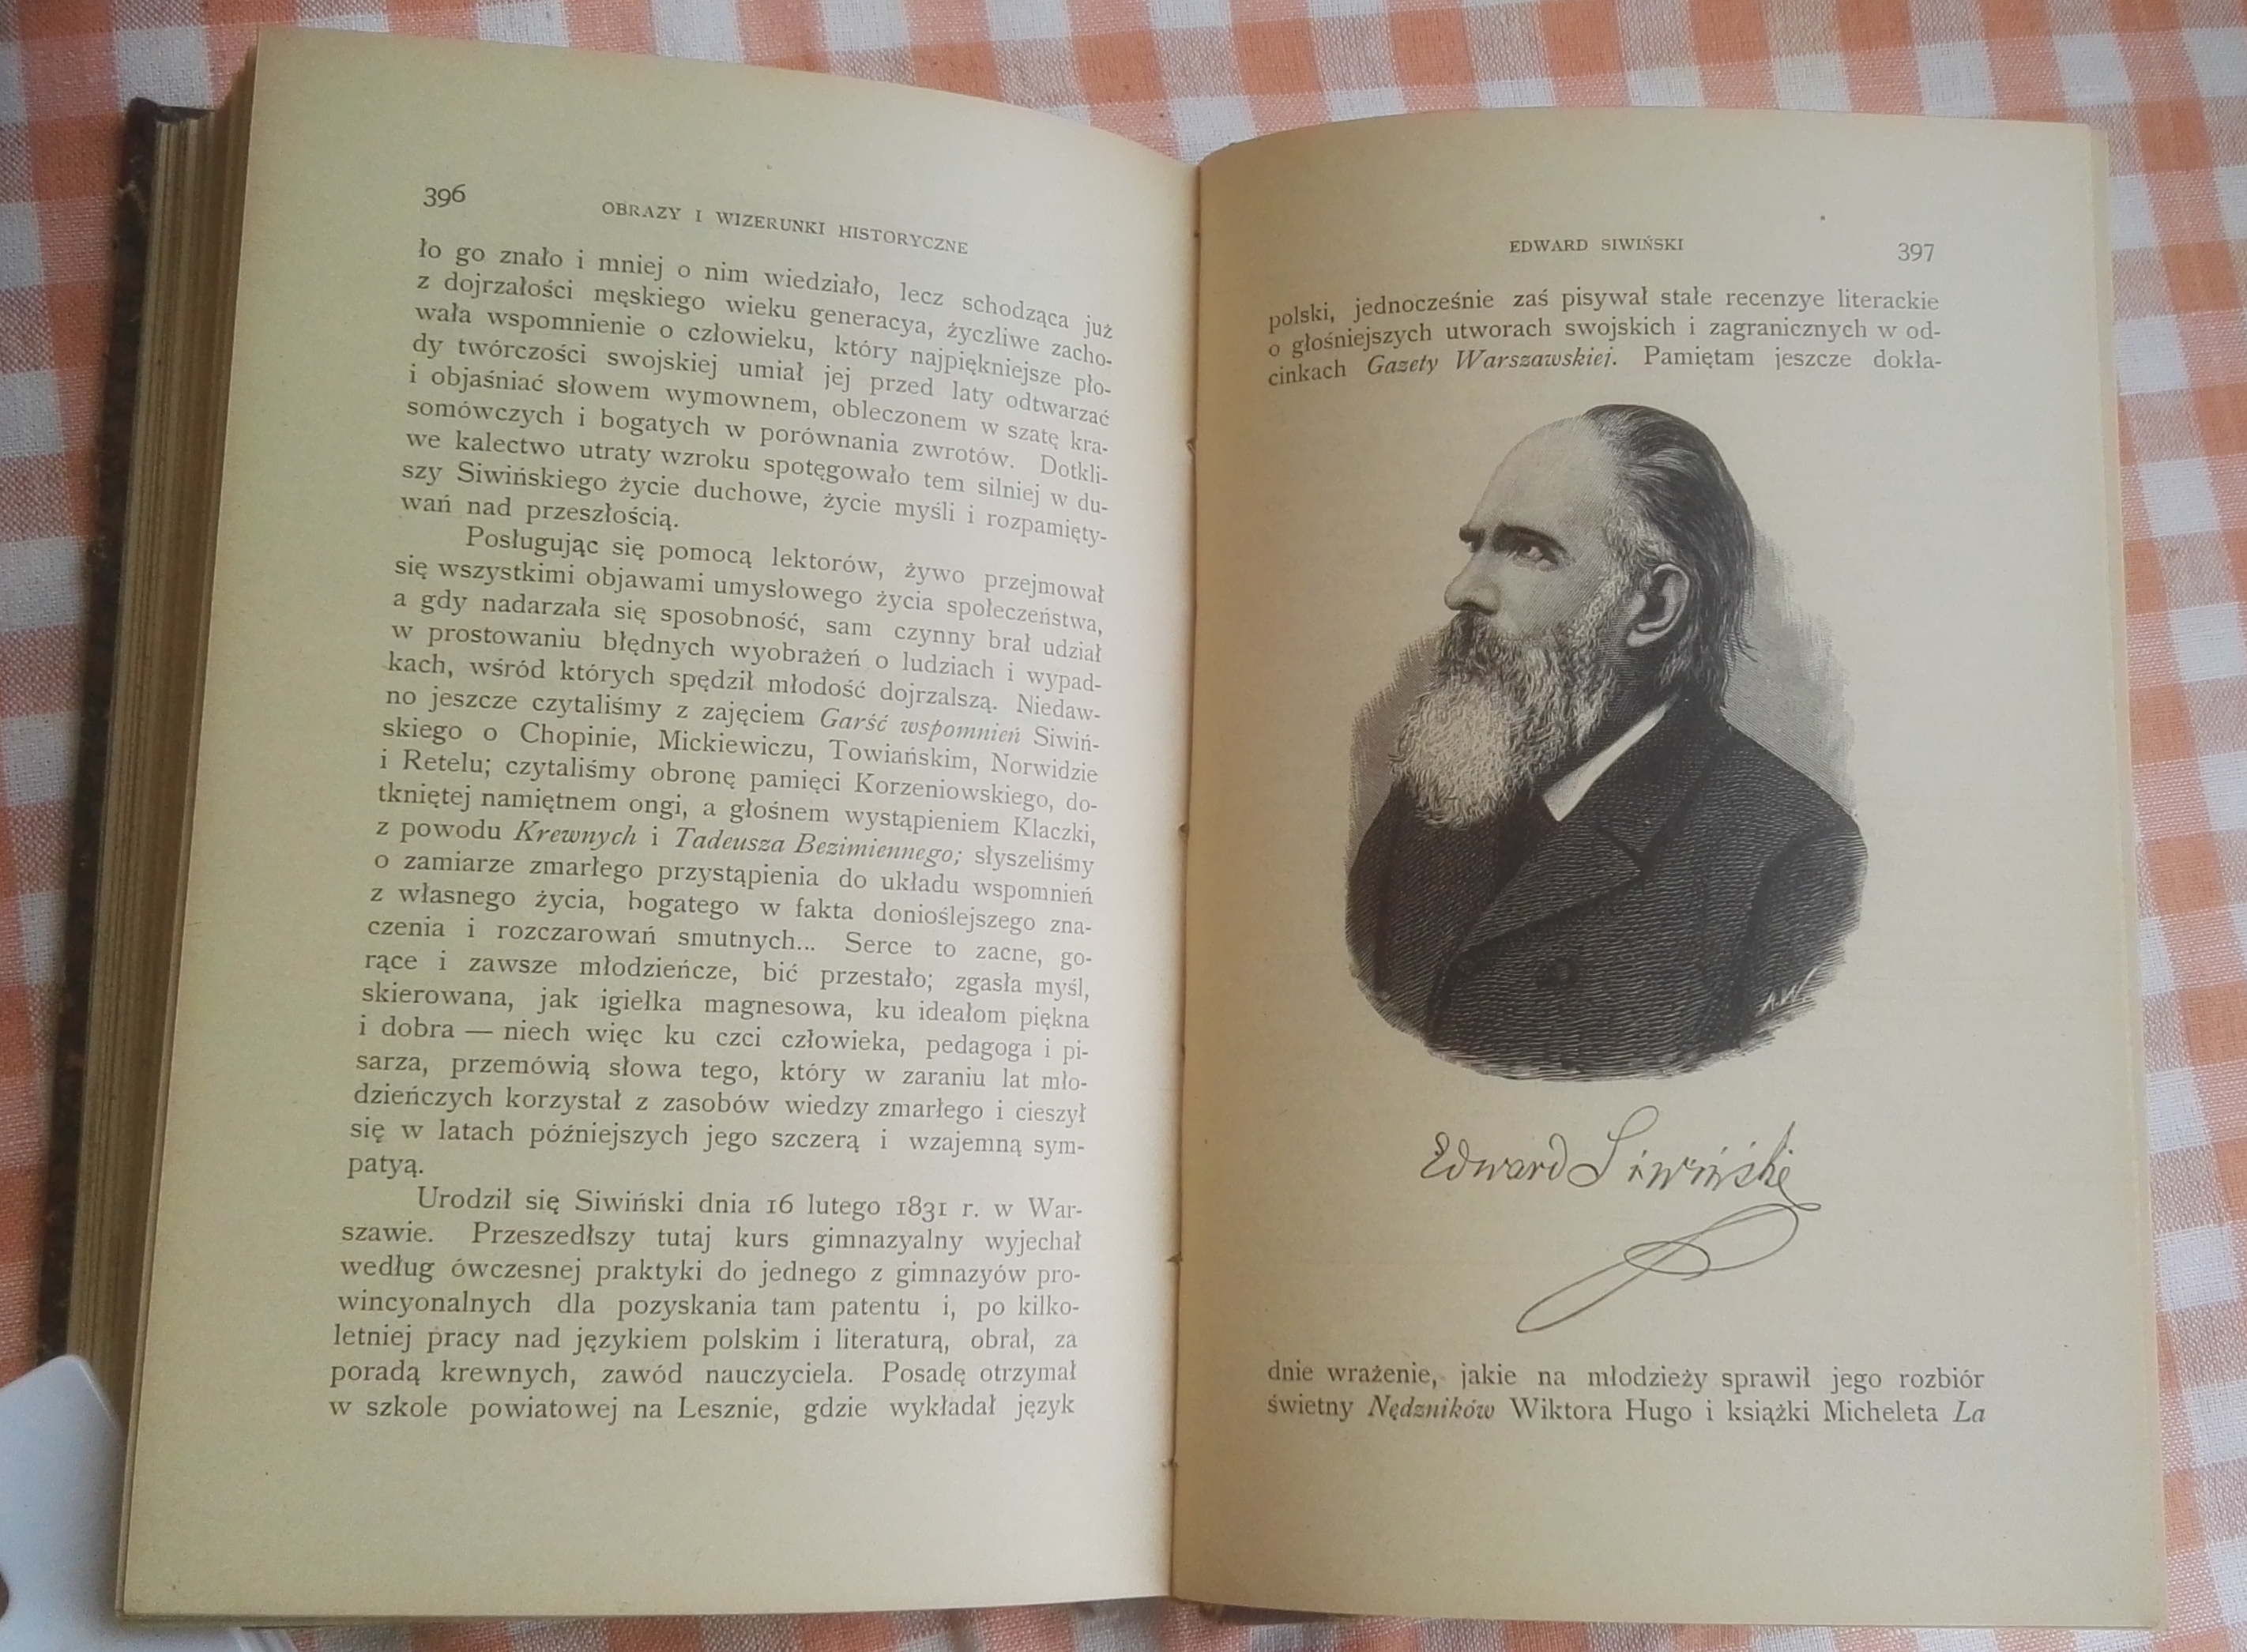 396
OBRAZY I WIZERUNKI HISTORYCZNE
ło go znało i mniej o nim wiedziało, lecz schodząca już
z dojrzałości męskiego wieku generacya, życzliwe zacho-
wała wspomnienie o człowieku, który najpiękniejsze pło-
dy twórczości swojskiej umiał jej przed laty odtwarzać
i objaśniać słowem wymownem, obleczonem w szatę kra-
somówczych i bogatych w porównania zwrotów. Dotkli-
we kalectwo utraty wzroku spotęgowało tem silniej w du-
szy Siwińskiego życie duchowe, życie myśli i rozpamięty-
wań nad przeszłością.
Posługując się pomocą lektorów, żywo przejmował
się wszystkimi objawami umysłowego życia społeczeństwa,
a gdy nadarzała się sposobność, sam czynny brał udział
w prostowaniu błędnych wyobrażeń o ludziach i wypad-
kach, wśród których spędził młodość dojrzalszą. Niedaw-
no jeszcze czytaliśmy z zajęciem Garść wspomnień Siwiń-
skiego o Chopinie, Mickiewiczu, Towiańskim, Norwidzie
i Retelu; czytaliśmy obronę pamięci Korzeniowskiego, do-
tkniętej namiętnem ongi, a głośnem wystąpieniem Klaczki,
z powodu Krewnych i Tadeusza Bezimiennego; słyszeliśmy
o zamiarze zmarłego przystąpienia do układu wspomnień
z własnego życia, bogatego w fakta donioślejszego zna-
czenia i rozczarowań smutnych... Serce to zacne, go-
rące i zawsze młodzieńcze, bić przestało; zgasła myśl,
skierowana, jak igiełka magnesowa, ku ideałom piękna
i dobra — niech więc ku czci człowieka, pedagoga i pi-
sarza, przemówią słowa tego, który w zaraniu lat mło-
dzieńczych korzystał z zasobów wiedzy zmarłego i cieszył
się w latach późniejszych jego szczerą i wzajemną sym-
patyą.
Urodził się Siwiński dnia 16 lutego 1831 r. w War-
szawie. Przeszedłszy tutaj kurs gimnazyalny wyjechał
według ówczesnej praktyki do jednego z gimnazyów pro-
wincyonalnych dla pozyskania tam patentu i, po kilko-
letniej pracy nad językiem polskim i literaturą, obrał, za
poradą krewnych, zawód nauczyciela. Posadę otrzymał
w szkole powiatowej na Lesznie, gdzie wykładał język
EDWARD SIWIŃSKI
397
polski, jednocześnie zaś pisywał stałe recenzye literackie
o głośniejszych utworach swojskich i zagranicznych w od-
cinkach Gazety Warszawskiej. Pamiętam jeszcze dokła-
A.W.
Edward Siwiński
dnie wrażenie, jakie na młodzieży sprawił jego rozbiór
świetny Nędzników Wiktora Hugo i książki Micheleta La